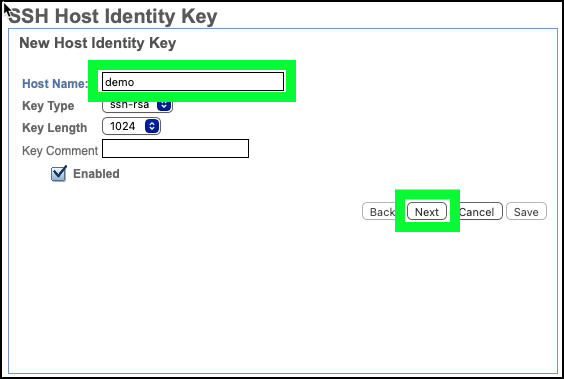 SSH Host Identity Key
New Host Identity Key
Host Name: demo
Key Type ssh-rsa
Key Length 1024
Key Comment
Enabled
Back Next Cancel Save